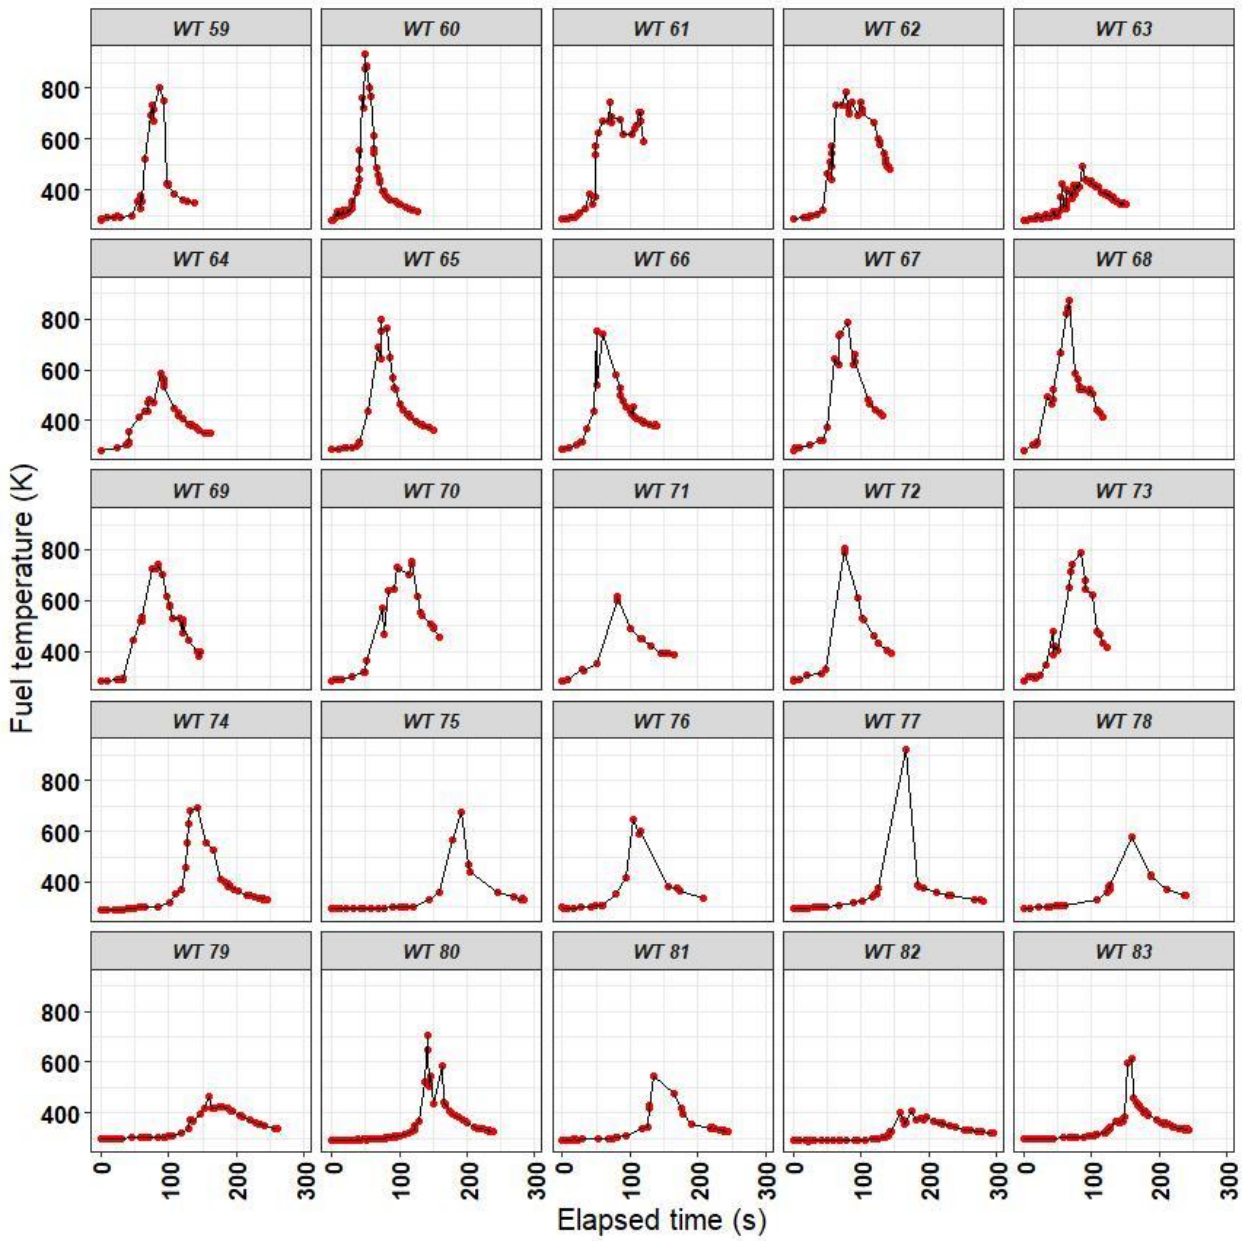 WT 59 WT 60 WT 61 WT 62 WT 63
800
600
400
WT 64 WT 65 WT 66 WT 67 WT 68
800
600
400
WT 69 WT 70 WT 71 WT 72 WT 73
800
600
400
WT 74 WT 75 WT 76 WT 77 WT 78
800
600
400
WT 79 WT 80 WT 81 WT 82 WT 83
800
600
400
Fuel temperature (K)
0 100 200 300 0 100 200 300 0 100 200 300 0 100 200 300 0 100 200 300
Elapsed time (s)